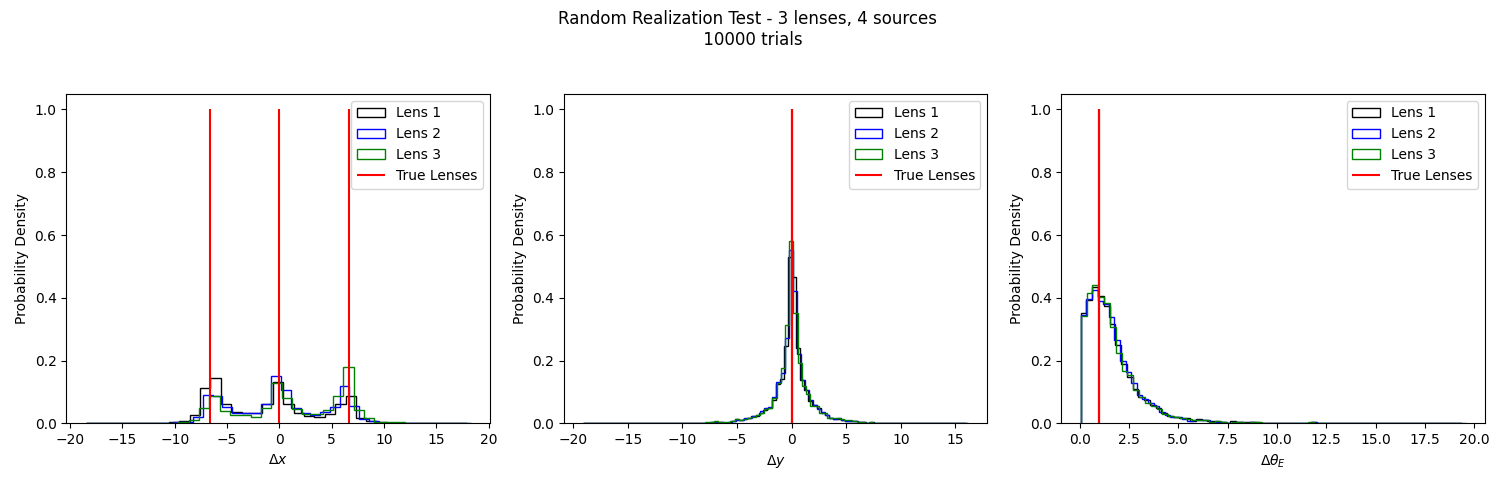 Random Realization Test - 3 lenses, 4 sources
10000 trials
Probability Density
1.0
0.8
0.6
0.4
0.2
0.0
−20
−15
−10
−5
0
5
10
15
20
Δx
Lens 1
Lens 2
Lens 3
True Lenses
Probability Density
1.0
0.8
0.6
0.4
0.2
0.0
−20
−15
−10
−5
0
5
10
15
Δy
Lens 1
Lens 2
Lens 3
True Lenses
Probability Density
1.0
0.8
0.6
0.4
0.2
0.0
0.0
2.5
5.0
7.5
10.0
12.5
15.0
17.5
20.0
Δθ_E
Lens 1
Lens 2
Lens 3
True Lenses